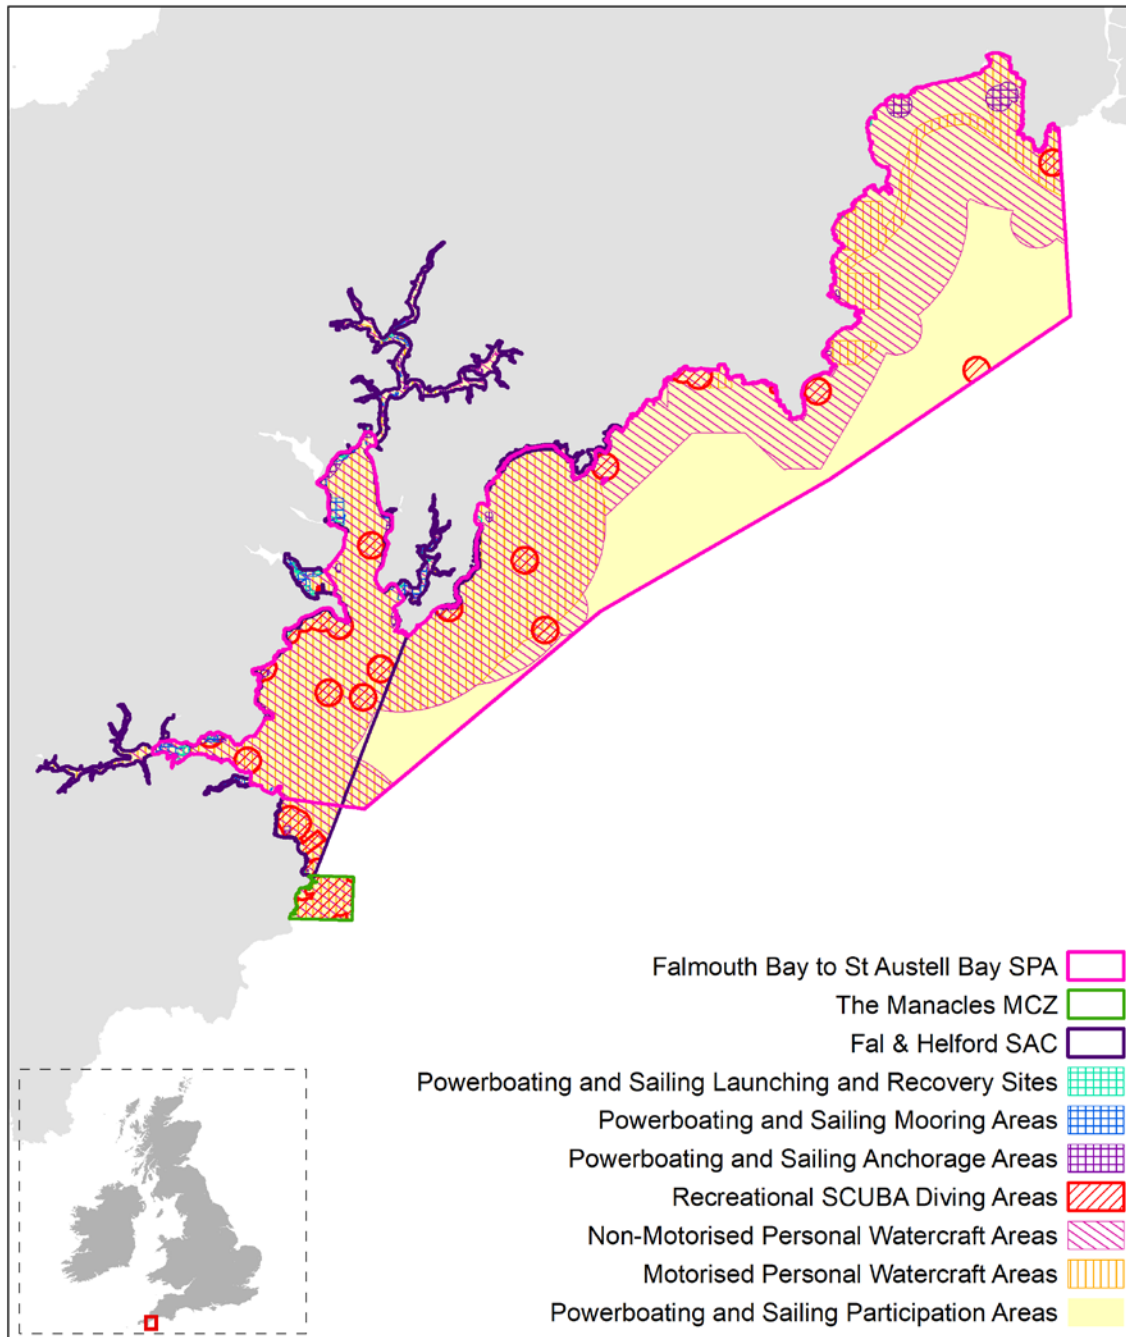 Falmouth Bay to St Austell Bay SPA
The Manacles MCZ
Fal & Helford SAC
Powerboating and Sailing Launching and Recovery Sites
Powerboating and Sailing Mooring Areas
Powerboating and Sailing Anchorage Areas
Recreational SCUBA Diving Areas
Non-Motorised Personal Watercraft Areas
Motorised Personal Watercraft Areas
Powerboating and Sailing Participation Areas